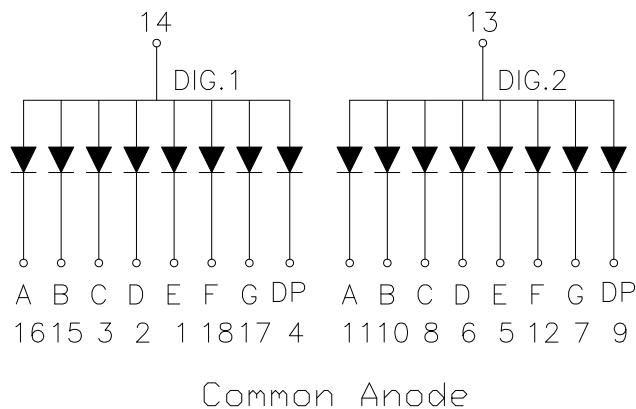 14 13
DIG.1 DIG.2
A B C D E F G DP A B C D E F G DP
16 15 3 2 1 18 17 4 11 10 8 6 5 12 7 9
Common Anode